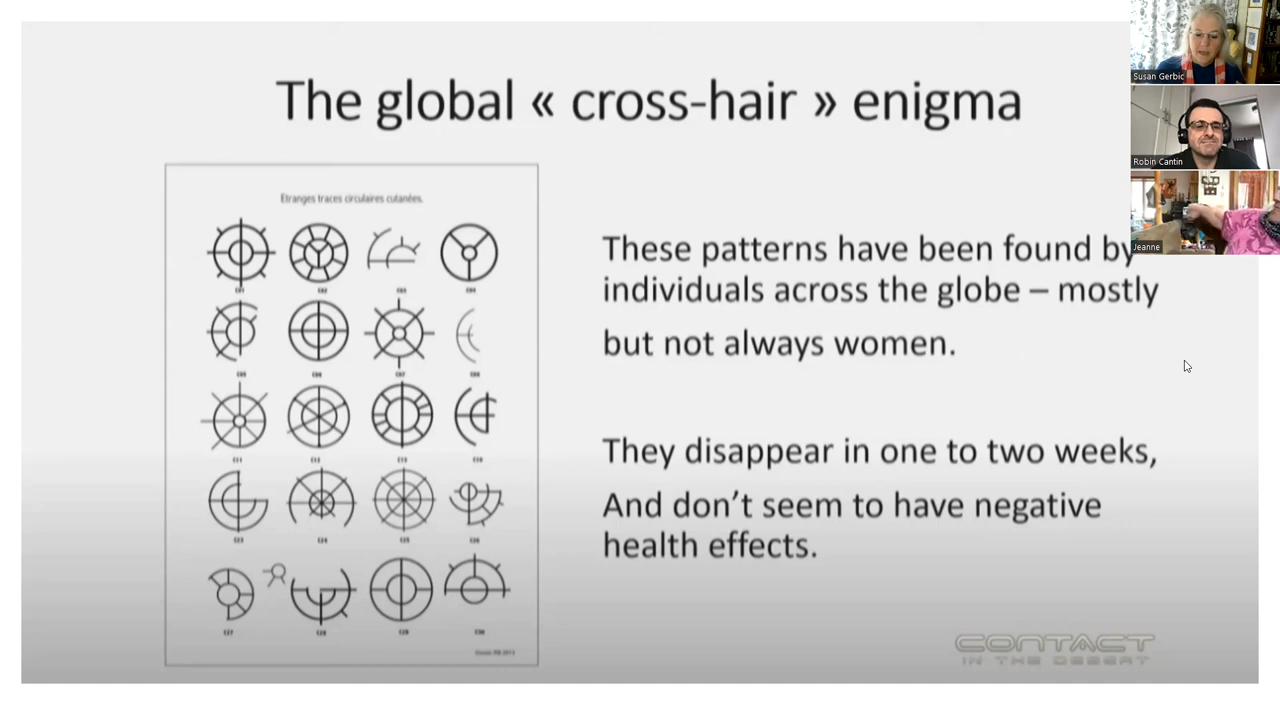 The global « cross-hair » enigma
Etranges traces circulaires cutanées.
These patterns have been found by
individuals across the globe – mostly
but not always women.
They disappear in one to two weeks,
And don't seem to have negative
health effects.
CONTACT
IN THE DESERT
Susan Gerbic
Robin Cantin
Jeanne